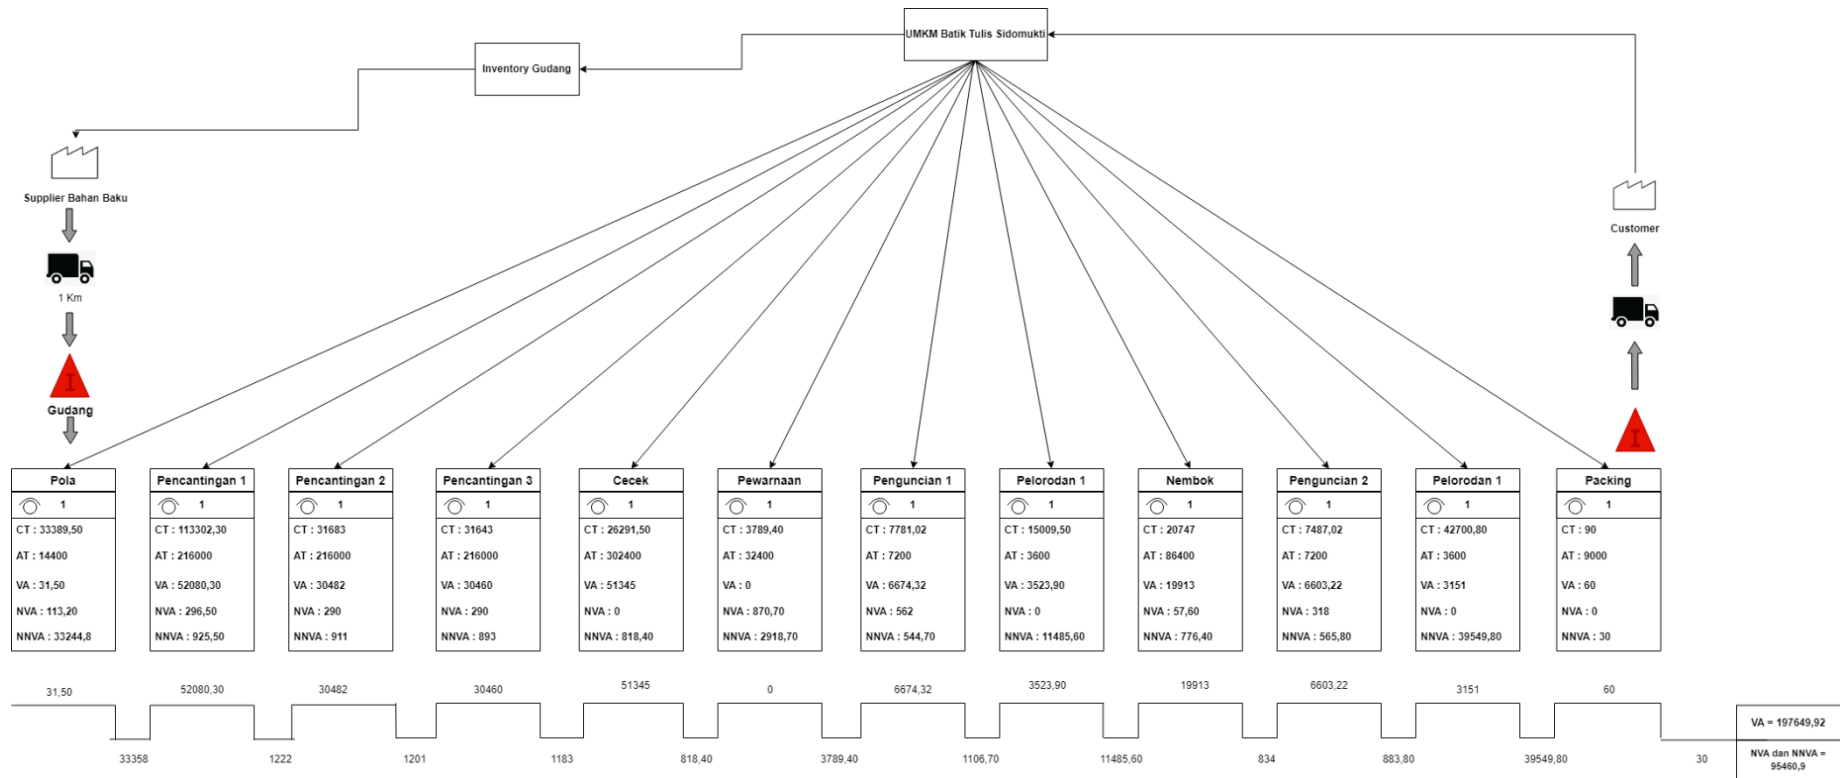 UMKM Batik Tulis Sidomukti
Inventory Gudang
Supplier Bahan Baku
1 Km
I
Gudang
Customer
I
Pola
1
CT : 33389,50
AT : 14400
VA : 31,50
NVA : 113,20
NNVA : 33244,8
Pencantingan 1
1
CT : 113302,30
AT : 216000
VA : 52080,30
NVA : 296,50
NNVA : 925,50
Pencantingan 2
1
CT : 31683
AT : 216000
VA : 30482
NVA : 290
NNVA : 911
Pencantingan 3
1
CT : 31643
AT : 216000
VA : 30460
NVA : 290
NNVA : 893
Cecek
1
CT : 26291,50
AT : 302400
VA : 51345
NVA : 0
NNVA : 818,40
Pewarnaan
1
CT : 3789,40
AT : 32400
VA : 0
NVA : 870,70
NNVA : 2918,70
Penguncian 1
1
CT : 7781,02
AT : 7200
VA : 6674,32
NVA : 562
NNVA : 544,70
Pelorodan 1
1
CT : 15009,50
AT : 3600
VA : 3523,90
NVA : 0
NNVA : 11485,60
Nembok
1
CT : 20747
AT : 86400
VA : 19913
NVA : 57,60
NNVA : 776,40
Penguncian 2
1
CT : 7487,02
AT : 7200
VA : 6603,22
NVA : 318
NNVA : 565,80
Pelorodan 1
1
CT : 42700,80
AT : 3600
VA : 3151
NVA : 0
NNVA : 39549,80
Packing
1
CT : 90
AT : 9000
VA : 60
NVA : 0
NNVA : 30
31,50
52080,30
30482
30460
51345
0
6674,32
3523,90
19913
6603,22
3151
60
33358
1222
1201
1183
818,40
3789,40
1106,70
11485,60
834
883,80
39549,80
30
VA = 197649,92
NVA dan NNVA =
95460,9